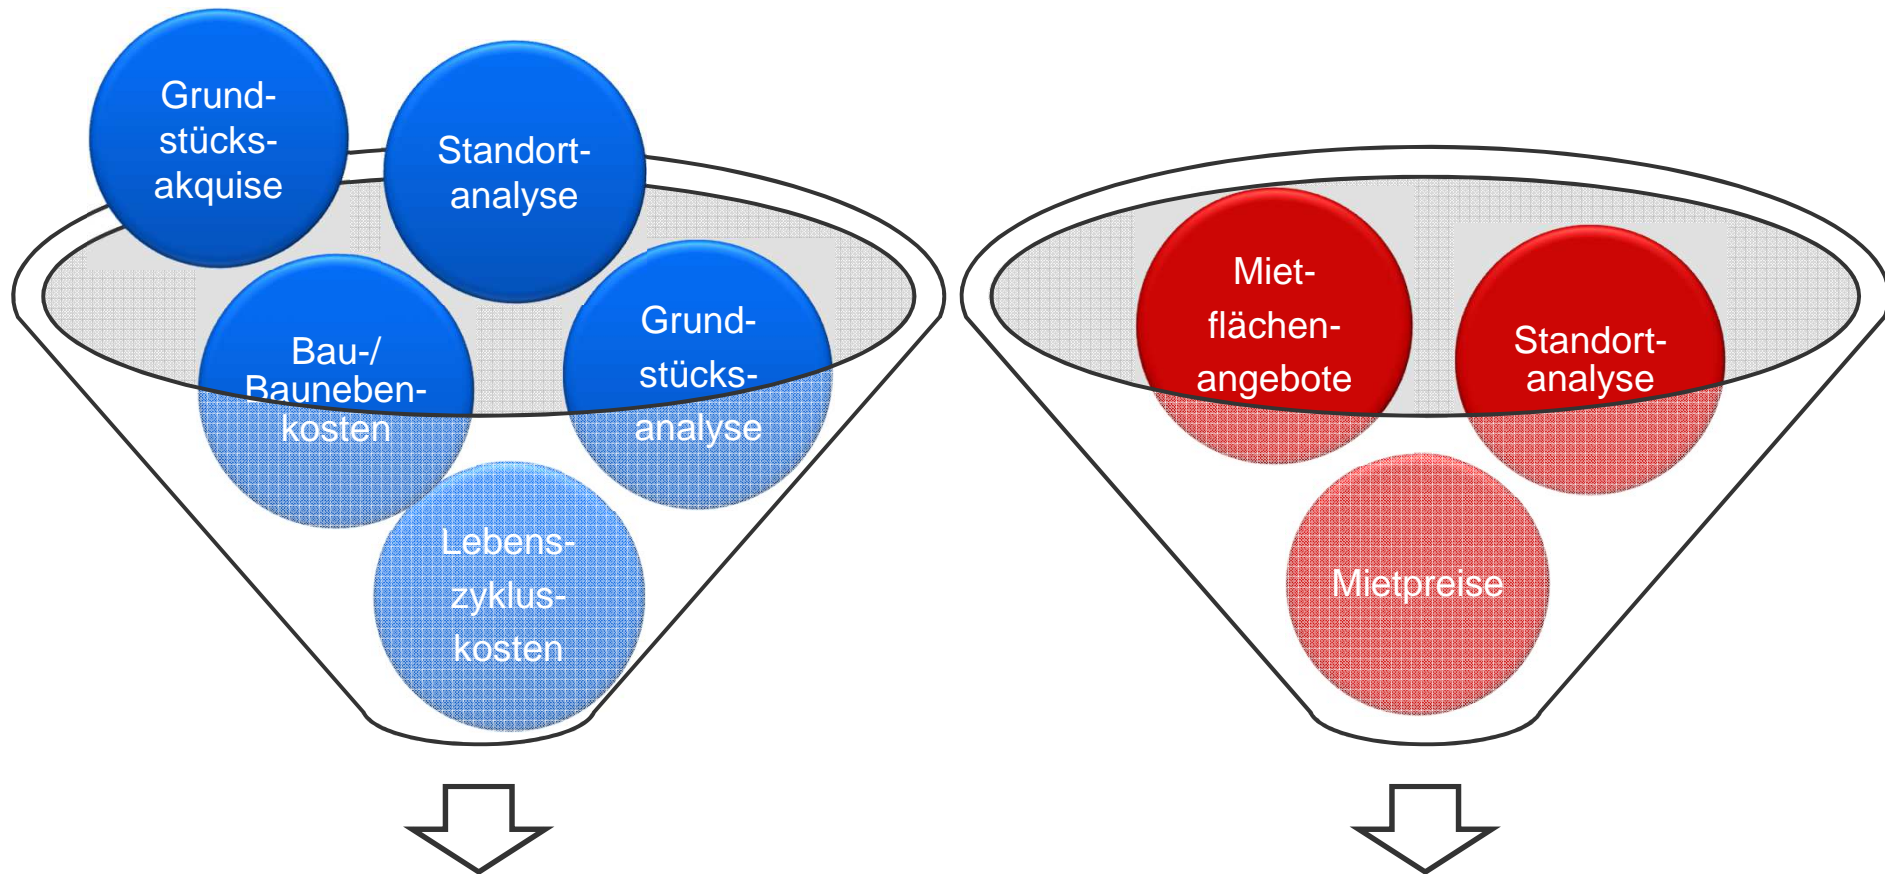 Grund-
stücks-
akquise
Standort-
analyse
Bau-/
Bauneben-
kosten
Grund-
stücks-
analyse
Lebens-
zyklus-
kosten
Miet-
flächen-
angebote
Standort-
analyse
Mietpreise